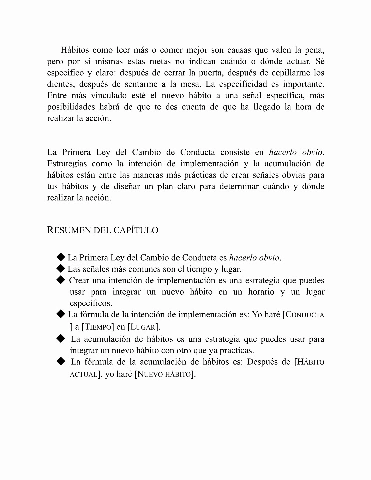 Hábitos como leer más o comer mejor son causas que valen la pena,
pero por sí mismas estas metas no indican cuándo o dónde actuar. Sé
específico y claro: después de cerrar la puerta, después de cepillarme los
dientes, después de sentarme a la mesa. La especificidad es importante.
Entre más vinculado esté el nuevo hábito a una señal específica, más
posibilidades habrá de que te des cuenta de que ha llegado la hora de
realizar la acción.
La Primera Ley del Cambio de Conducta consiste en hacerlo obvio.
Estrategias como la intención de implementación y la acumulación de
hábitos están entre las maneras más prácticas de crear señales obvias para
tus hábitos y de diseñar un plan claro para determinar cuándo y dónde
realizar la acción.
RESUMEN DEL CAPÍTULO
◆ La Primera Ley del Cambio de Conducta es hacerlo obvio.
◆ Las señales más comunes son el tiempo y lugar.
◆ Crear una intención de implementación es una estrategia que puedes
usar para integrar un nuevo hábito en un horario y un lugar
específicos.
◆ La fórmula de la intención de implementación es: Yo haré [CONDUCTA
] a [TIEMPO] en [LUGAR].
◆ La acumulación de hábitos es una estrategia que puedes usar para
integrar un nuevo hábito con otro que ya practicas.
◆ La fórmula de la acumulación de hábitos es: Después de [HÁBITO
ACTUAL], yo haré [NUEVO HÁBITO].